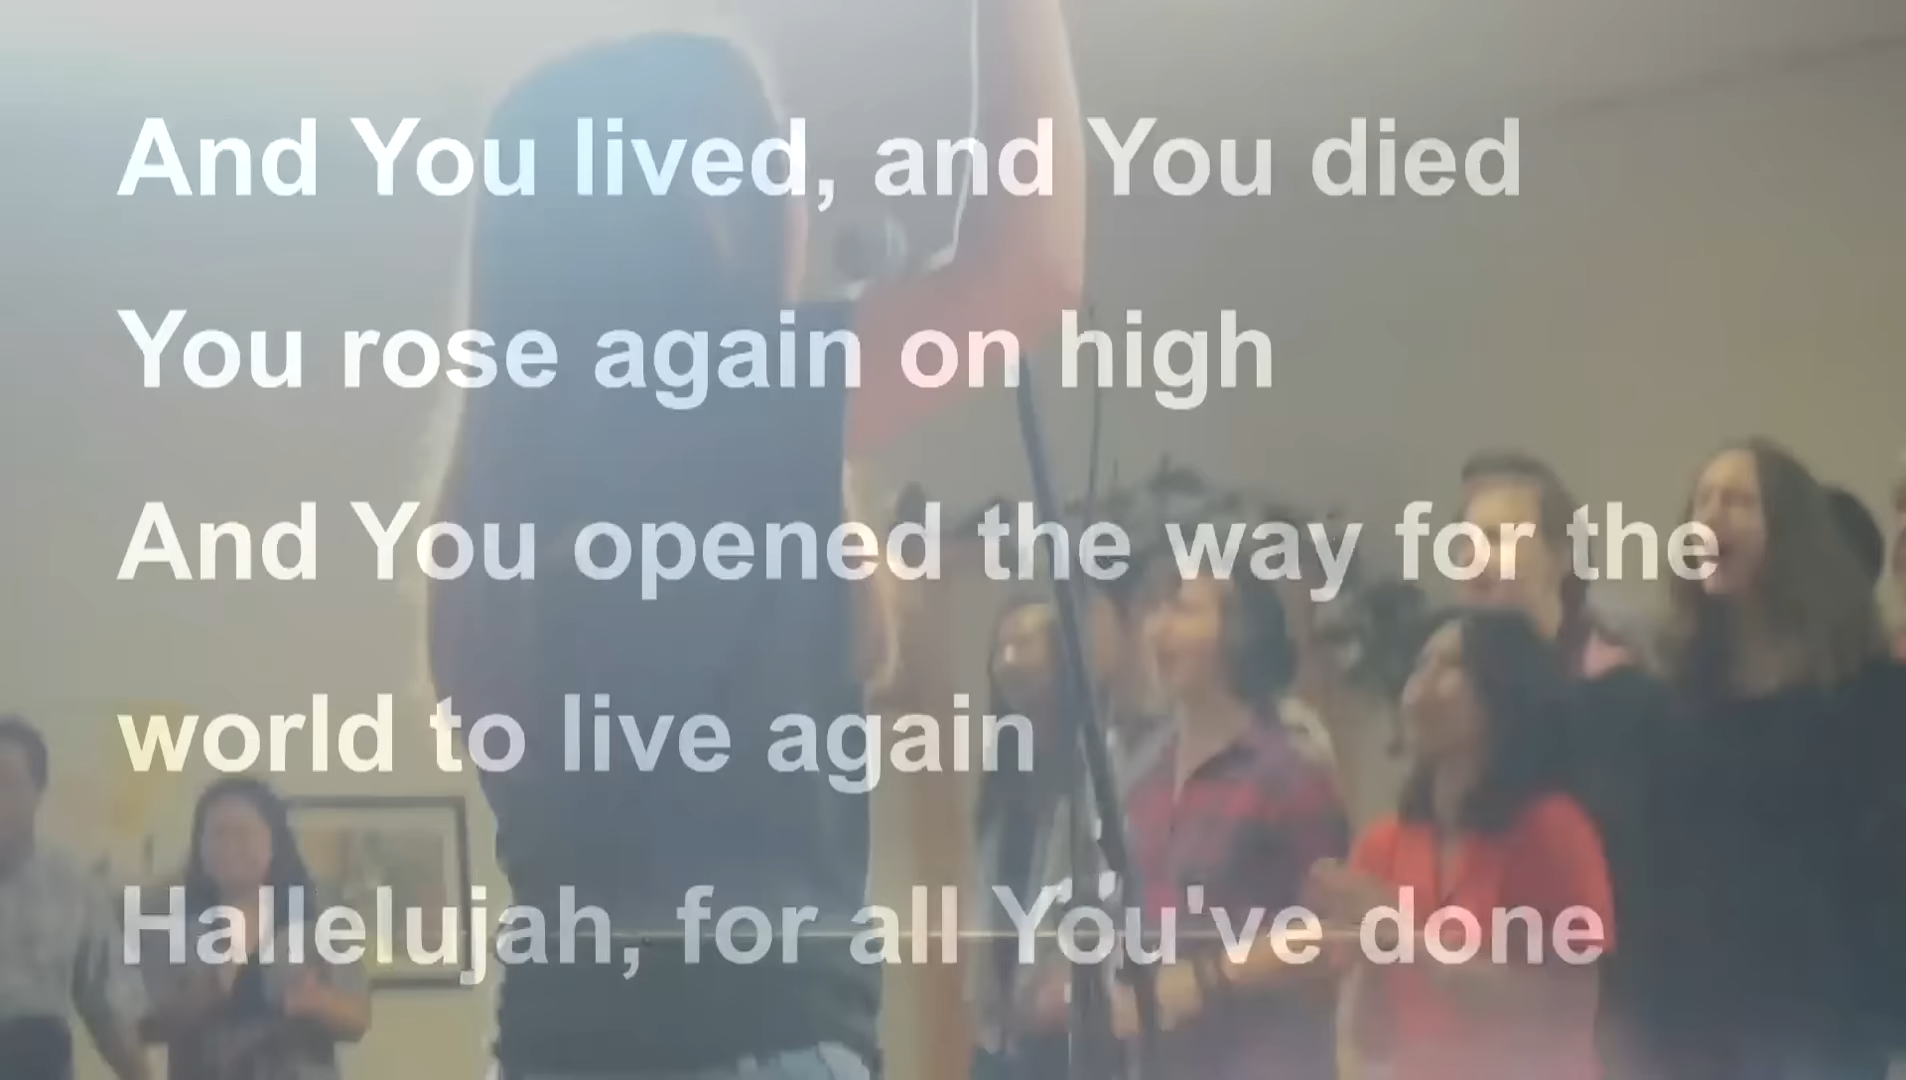 And You lived, and You died
You rose again on high
And You opened the way for the
world to live again
Hallelujah, for all You've done